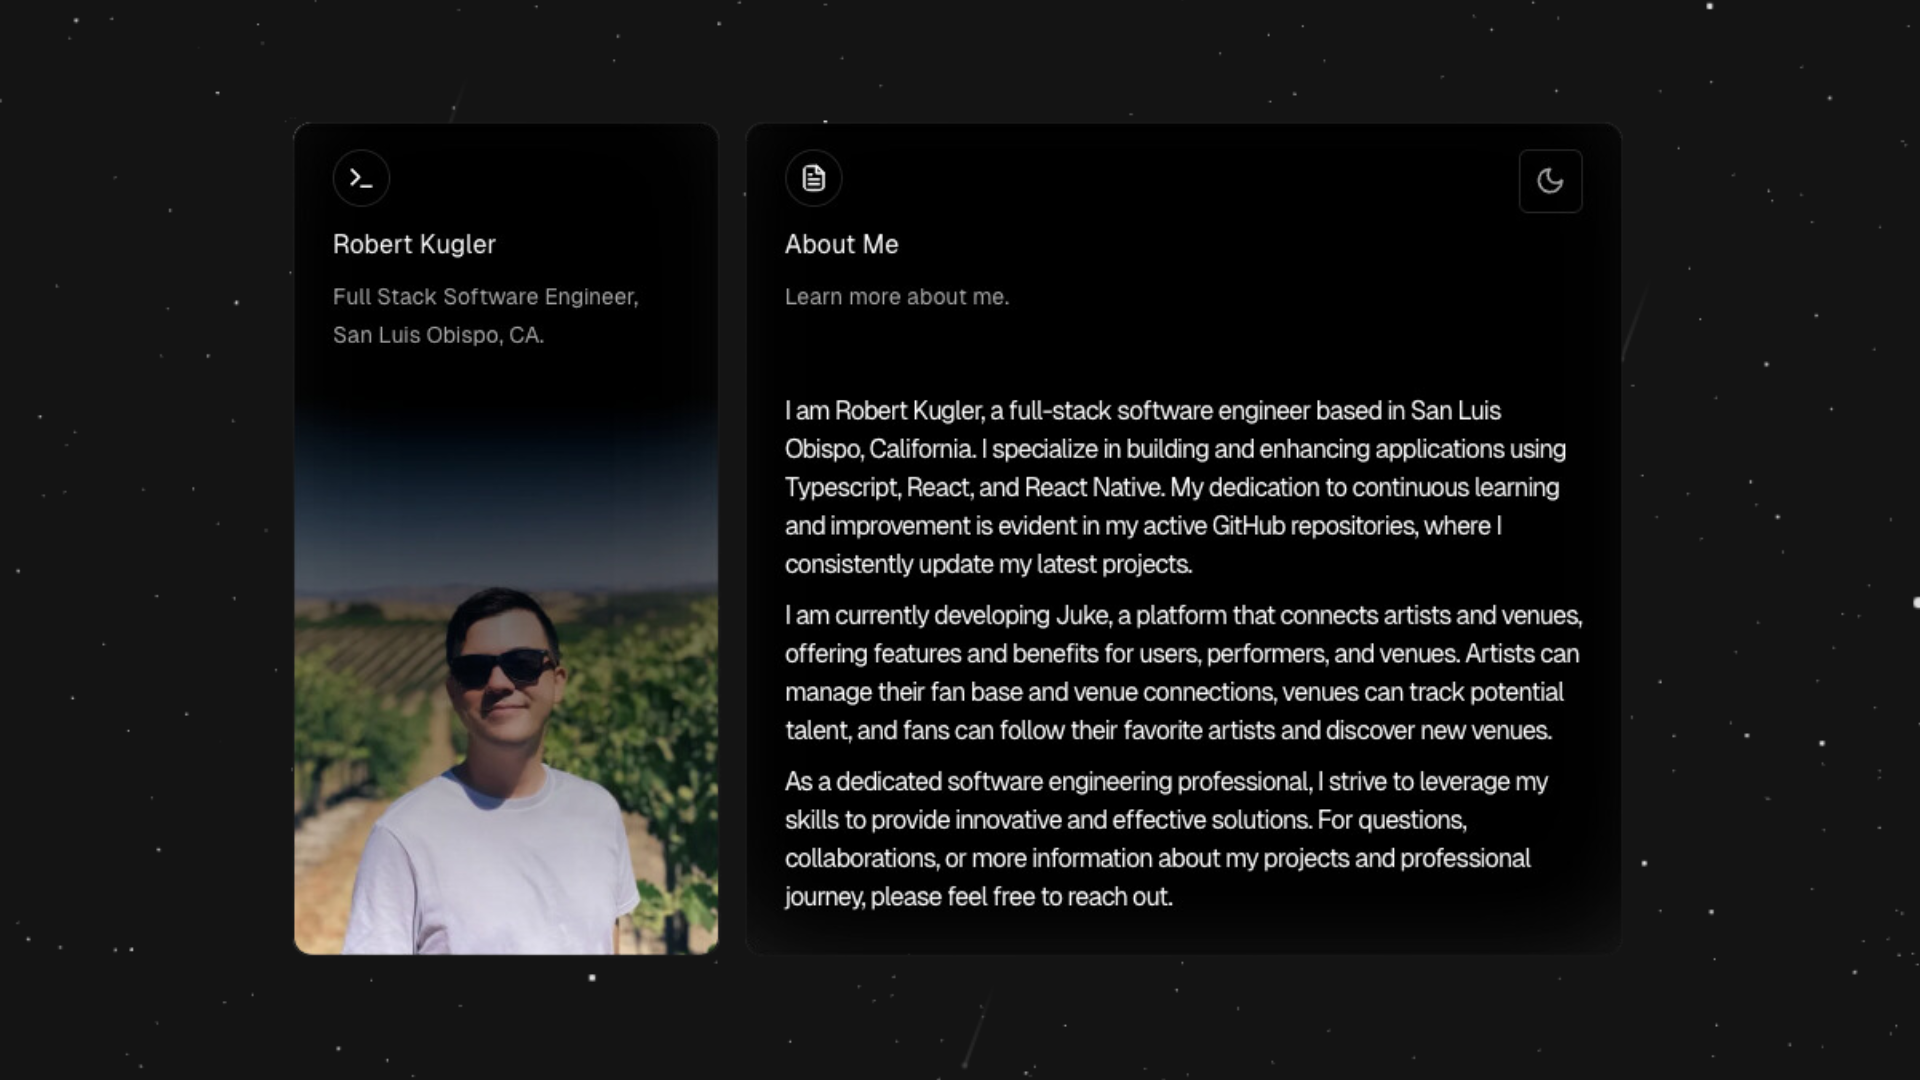 Robert Kugler
Full Stack Software Engineer,
San Luis Obispo, CA.
About Me
Learn more about me.
I am Robert Kugler, a full-stack software engineer based in San Luis
Obispo, California. I specialize in building and enhancing applications using
Typescript, React, and React Native. My dedication to continuous learning
and improvement is evident in my active GitHub repositories, where I
consistently update my latest projects.
I am currently developing Juke, a platform that connects artists and venues,
offering features and benefits for users, performers, and venues. Artists can
manage their fan base and venue connections, venues can track potential
talent, and fans can follow their favorite artists and discover new venues.
As a dedicated software engineering professional, I strive to leverage my
skills to provide innovative and effective solutions. For questions,
collaborations, or more information about my projects and professional
journey, please feel free to reach out.